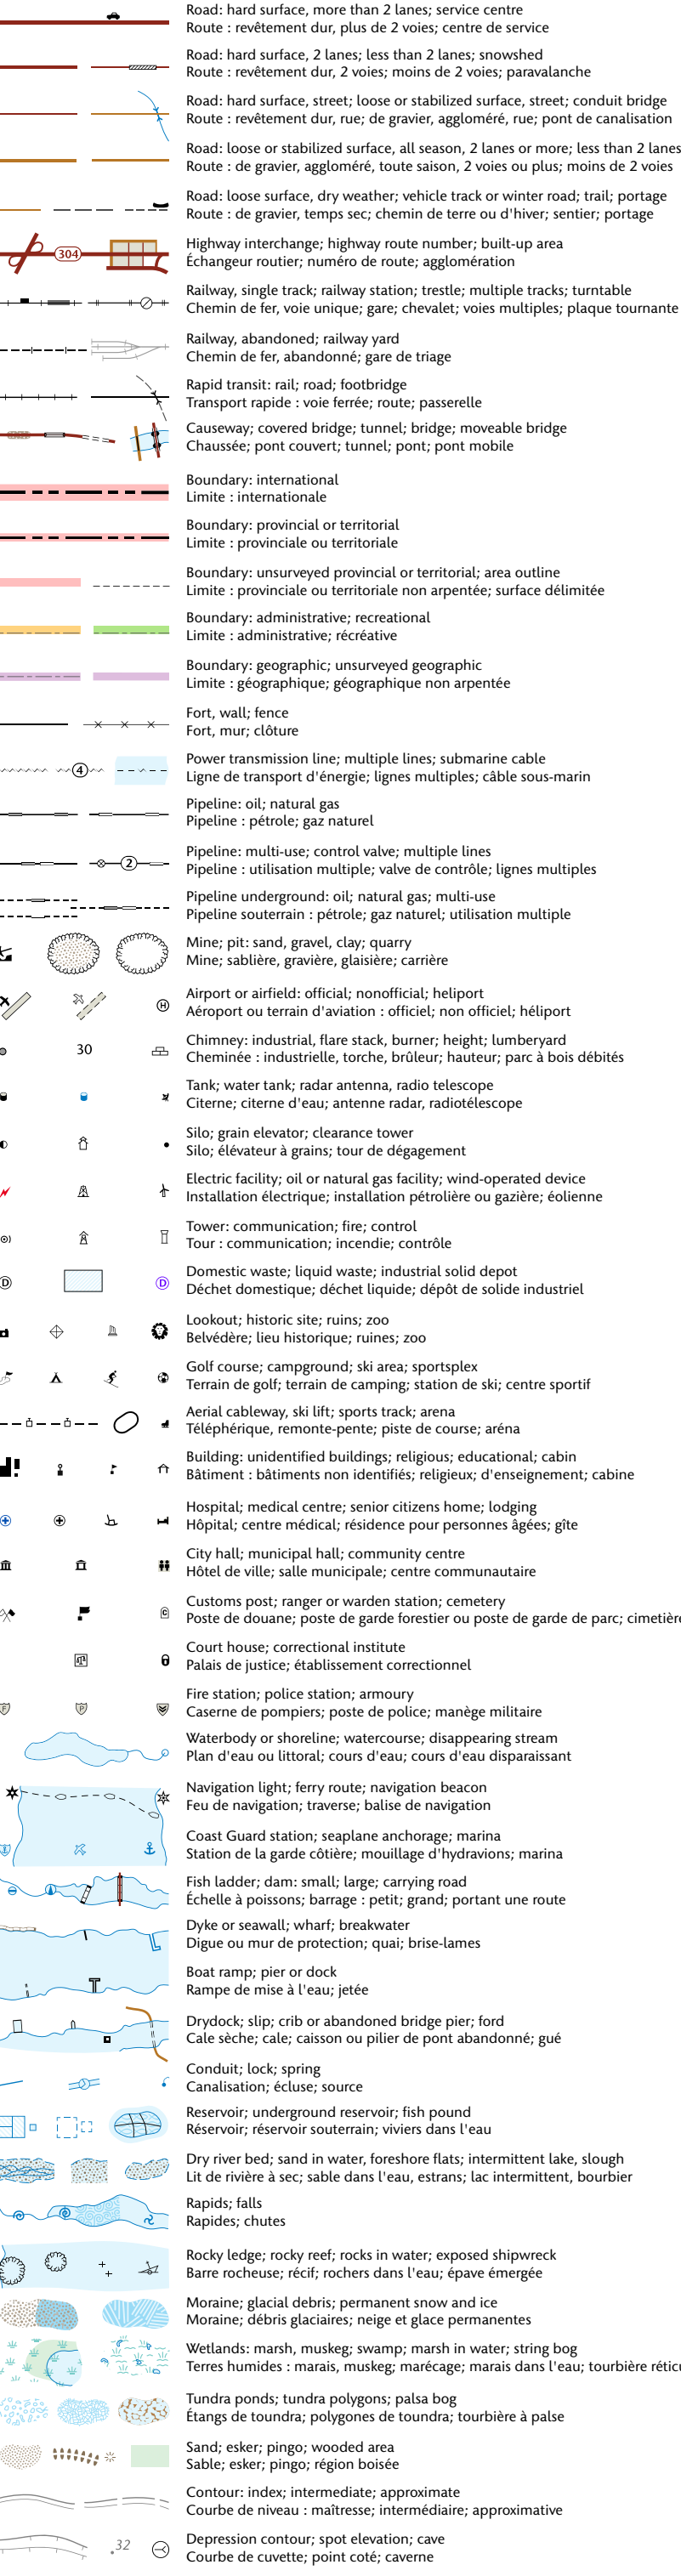 Road: hard surface, more than 2 lanes; service centre
Route : revêtement dur, plus de 2 voies; centre de service
Road: hard surface, 2 lanes; less than 2 lanes; snowshed
Route : revêtement dur, 2 voies; moins de 2 voies; paravalanche
Road: hard surface, street; loose or stabilized surface, street; conduit bridge
Route : revêtement dur, rue; de gravier, aggloméré, rue; pont de canalisation
Road: loose or stabilized surface, all season, 2 lanes or more; less than 2 lanes
Route : de gravier, aggloméré, toute saison, 2 voies ou plus; moins de 2 voies
Road: loose surface, dry weather; vehicle track or winter road; trail; portage
Route : de gravier, temps sec; chemin de terre ou d'hiver; sentier; portage
304
Highway interchange; highway route number; built-up area
Échangeur routier; numéro de route; agglomération
Railway, single track; railway station; trestle; multiple tracks; turntable
Chemin de fer, voie unique; gare; chevalet; voies multiples; plaque tournante
Railway, abandoned; railway yard
Chemin de fer, abandonné; gare de triage
Rapid transit: rail; road; footbridge
Transport rapide : voie ferrée; route; passerelle
Causeway; covered bridge; tunnel; bridge; moveable bridge
Chaussée; pont couvert; tunnel; pont; pont mobile
Boundary: international
Limite : internationale
Boundary: provincial or territorial
Limite : provinciale ou territoriale
Boundary: unsurveyed provincial or territorial; area outline
Limite : provinciale ou territoriale non arpentée; surface délimitée
Boundary: administrative; recreational
Limite : administrative; récréative
Boundary: geographic; unsurveyed geographic
Limite : géographique; géographique non arpentée
Fort, wall; fence
Fort, mur; clôture
4
Power transmission line; multiple lines; submarine cable
Ligne de transport d'énergie; lignes multiples; câble sous-marin
Pipeline: oil; natural gas
Pipeline : pétrole; gaz naturel
2
Pipeline: multi-use; control valve; multiple lines
Pipeline : utilisation multiple; valve de contrôle; lignes multiples
Pipeline underground: oil; natural gas; multi-use
Pipeline souterrain : pétrole; gaz naturel; utilisation multiple
Mine; pit: sand, gravel, clay; quarry
Mine; sablière, gravière, glaisière; carrière
H
Airport or airfield: official; nonofficial; heliport
Aéroport ou terrain d'aviation : officiel; non officiel; héliport
30
Chimney: industrial, flare stack, burner; height; lumberyard
Cheminée : industrielle, torche, brûleur; hauteur; parc à bois débités
Tank; water tank; radar antenna, radio telescope
Citerne; citerne d'eau; antenne radar, radiotélescope
Silo; grain elevator; clearance tower
Silo; élévateur à grains; tour de dégagement
Electric facility; oil or natural gas facility; wind-operated device
Installation électrique; installation pétrolière ou gazière; éolienne
Tower: communication; fire; control
Tour : communication; incendie; contrôle
D D
Domestic waste; liquid waste; industrial solid depot
Déchet domestique; déchet liquide; dépôt de solide industriel
Lookout; historic site; ruins; zoo
Belvédère; lieu historique; ruines; zoo
Golf course; campground; ski area; sportsplex
Terrain de golf; terrain de camping; station de ski; centre sportif
Aerial cableway, ski lift; sports track; arena
Téléphérique, remonte-pente; piste de course; aréna
Building: unidentified buildings; religious; educational; cabin
Bâtiment : bâtiments non identifiés; religieux; d'enseignement; cabine
Hospital; medical centre; senior citizens home; lodging
Hôpital; centre médical; résidence pour personnes âgées; gîte
City hall; municipal hall; community centre
Hôtel de ville; salle municipale; centre communautaire
C
Customs post; ranger or warden station; cemetery
Poste de douane; poste de garde forestier ou poste de garde de parc; cimetière
Court house; correctional institute
Palais de justice; établissement correctionnel
F P
Fire station; police station; armoury
Caserne de pompiers; poste de police; manège militaire
Waterbody or shoreline; watercourse; disappearing stream
Plan d'eau ou littoral; cours d'eau; cours d'eau disparaissant
Navigation light; ferry route; navigation beacon
Feu de navigation; traverse; balise de navigation
Coast Guard station; seaplane anchorage; marina
Station de la garde côtière; mouillage d'hydravions; marina
Fish ladder; dam: small; large; carrying road
Échelle à poissons; barrage : petit; grand; portant une route
Dyke or seawall; wharf; breakwater
Digue ou mur de protection; quai; brise-lames
Boat ramp; pier or dock
Rampe de mise à l'eau; jetée
Drydock; slip; crib or abandoned bridge pier; ford
Cale sèche; cale; caisson ou pilier de pont abandonné; gué
Conduit; lock; spring
Canalisation; écluse; source
Reservoir; underground reservoir; fish pound
Réservoir; réservoir souterrain; viviers dans l'eau
Dry river bed; sand in water, foreshore flats; intermittent lake, slough
Lit de rivière à sec; sable dans l'eau, estrans; lac intermittent, bourbier
Rapids; falls
Rapides; chutes
Rocky ledge; rocky reef; rocks in water; exposed shipwreck
Barre rocheuse; récif; rochers dans l'eau; épave émergée
Moraine; glacial debris; permanent snow and ice
Moraine; débris glaciaires; neige et glace permanentes
Wetlands: marsh, muskeg; swamp; marsh in water; string bog
Terres humides : marais, muskeg; marécage; marais dans l'eau; tourbière réticu
Tundra ponds; tundra polygons; palsa bog
Étangs de toundra; polygones de toundra; tourbière à palse
Sand; esker; pingo; wooded area
Sable; esker; pingo; région boisée
Contour: index; intermediate; approximate
Courbe de niveau : maîtresse; intermédiaire; approximative
.32
Depression contour; spot elevation; cave
Courbe de cuvette; point coté; caverne